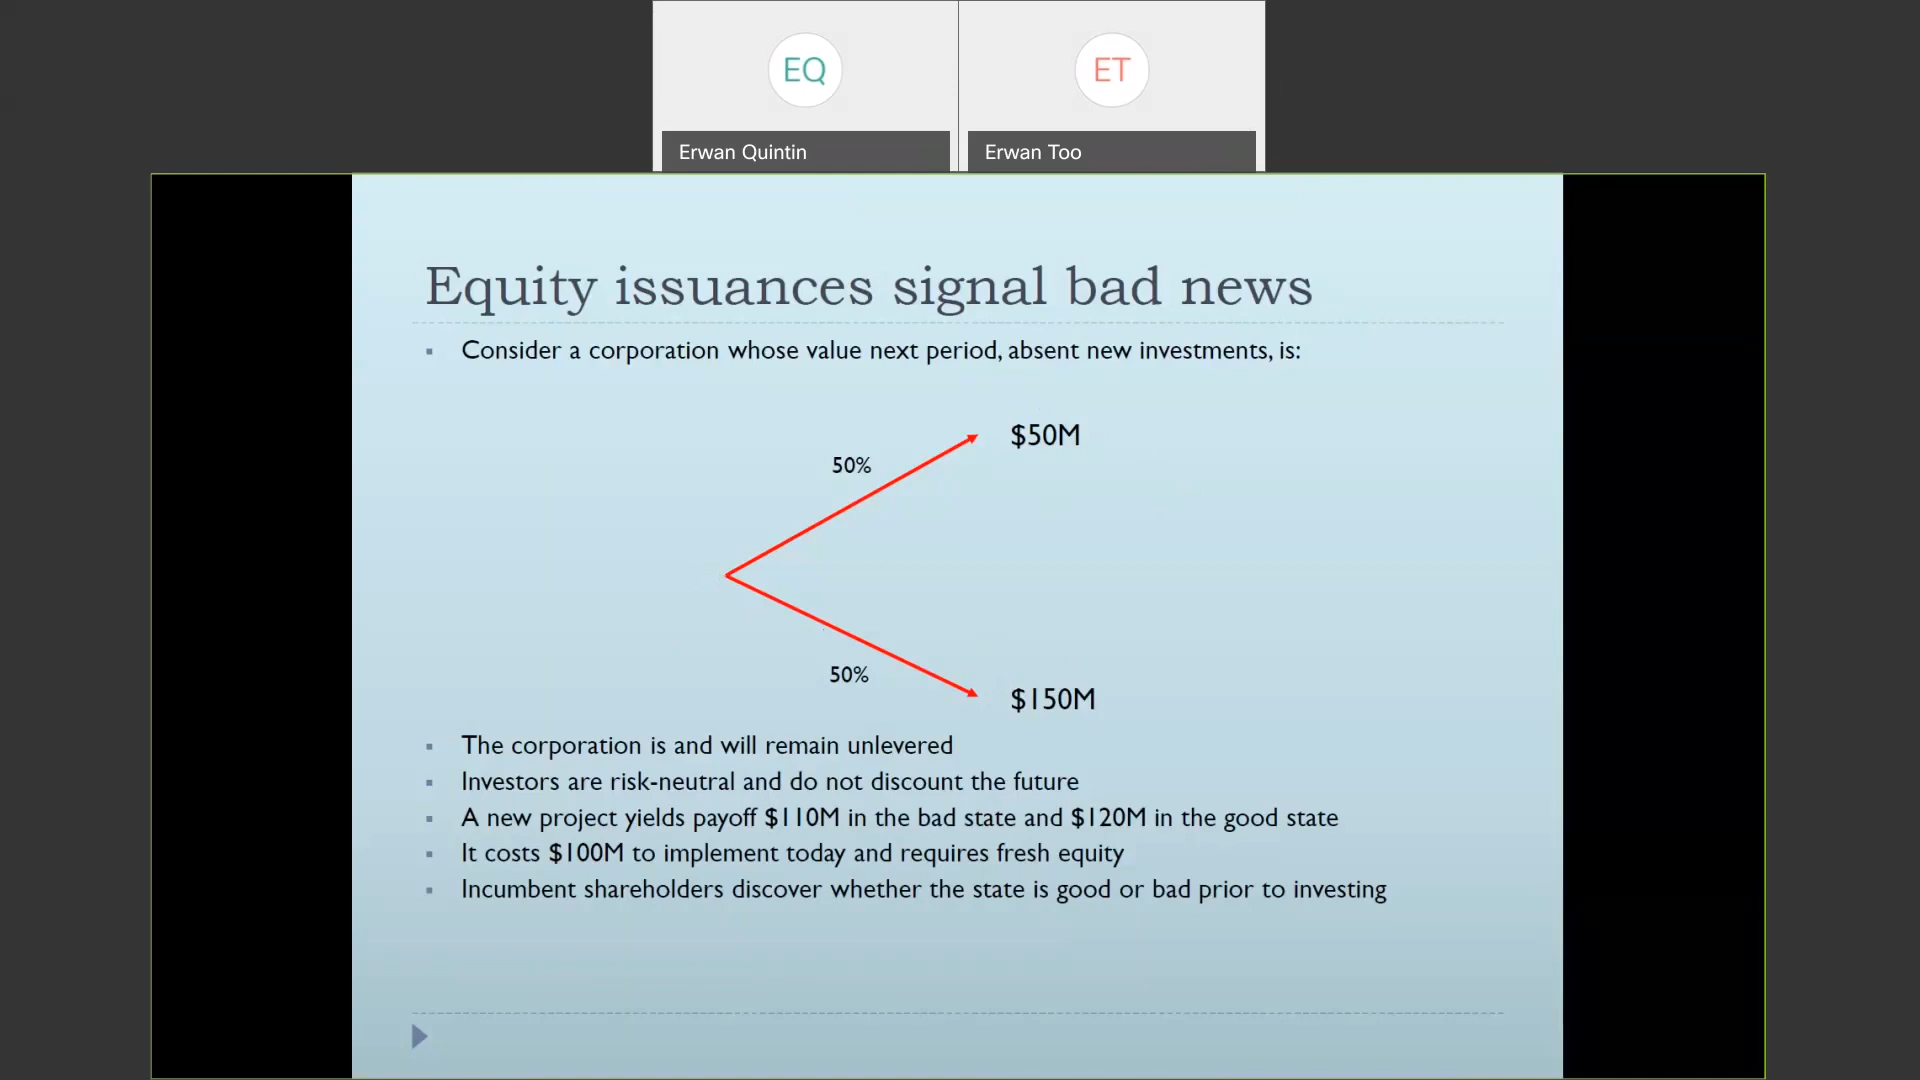 EQ
ET
Erwan Quintin
Erwan Too
Equity issuances signal bad news
Consider a corporation whose value next period, absent new investments, is:
$50M
50%
50%
$150M
The corporation is and will remain unlevered
Investors are risk-neutral and do not discount the future
A new project yields payoff $110M in the bad state and $120M in the good state
It costs $100M to implement today and requires fresh equity
Incumbent shareholders discover whether the state is good or bad prior to investing